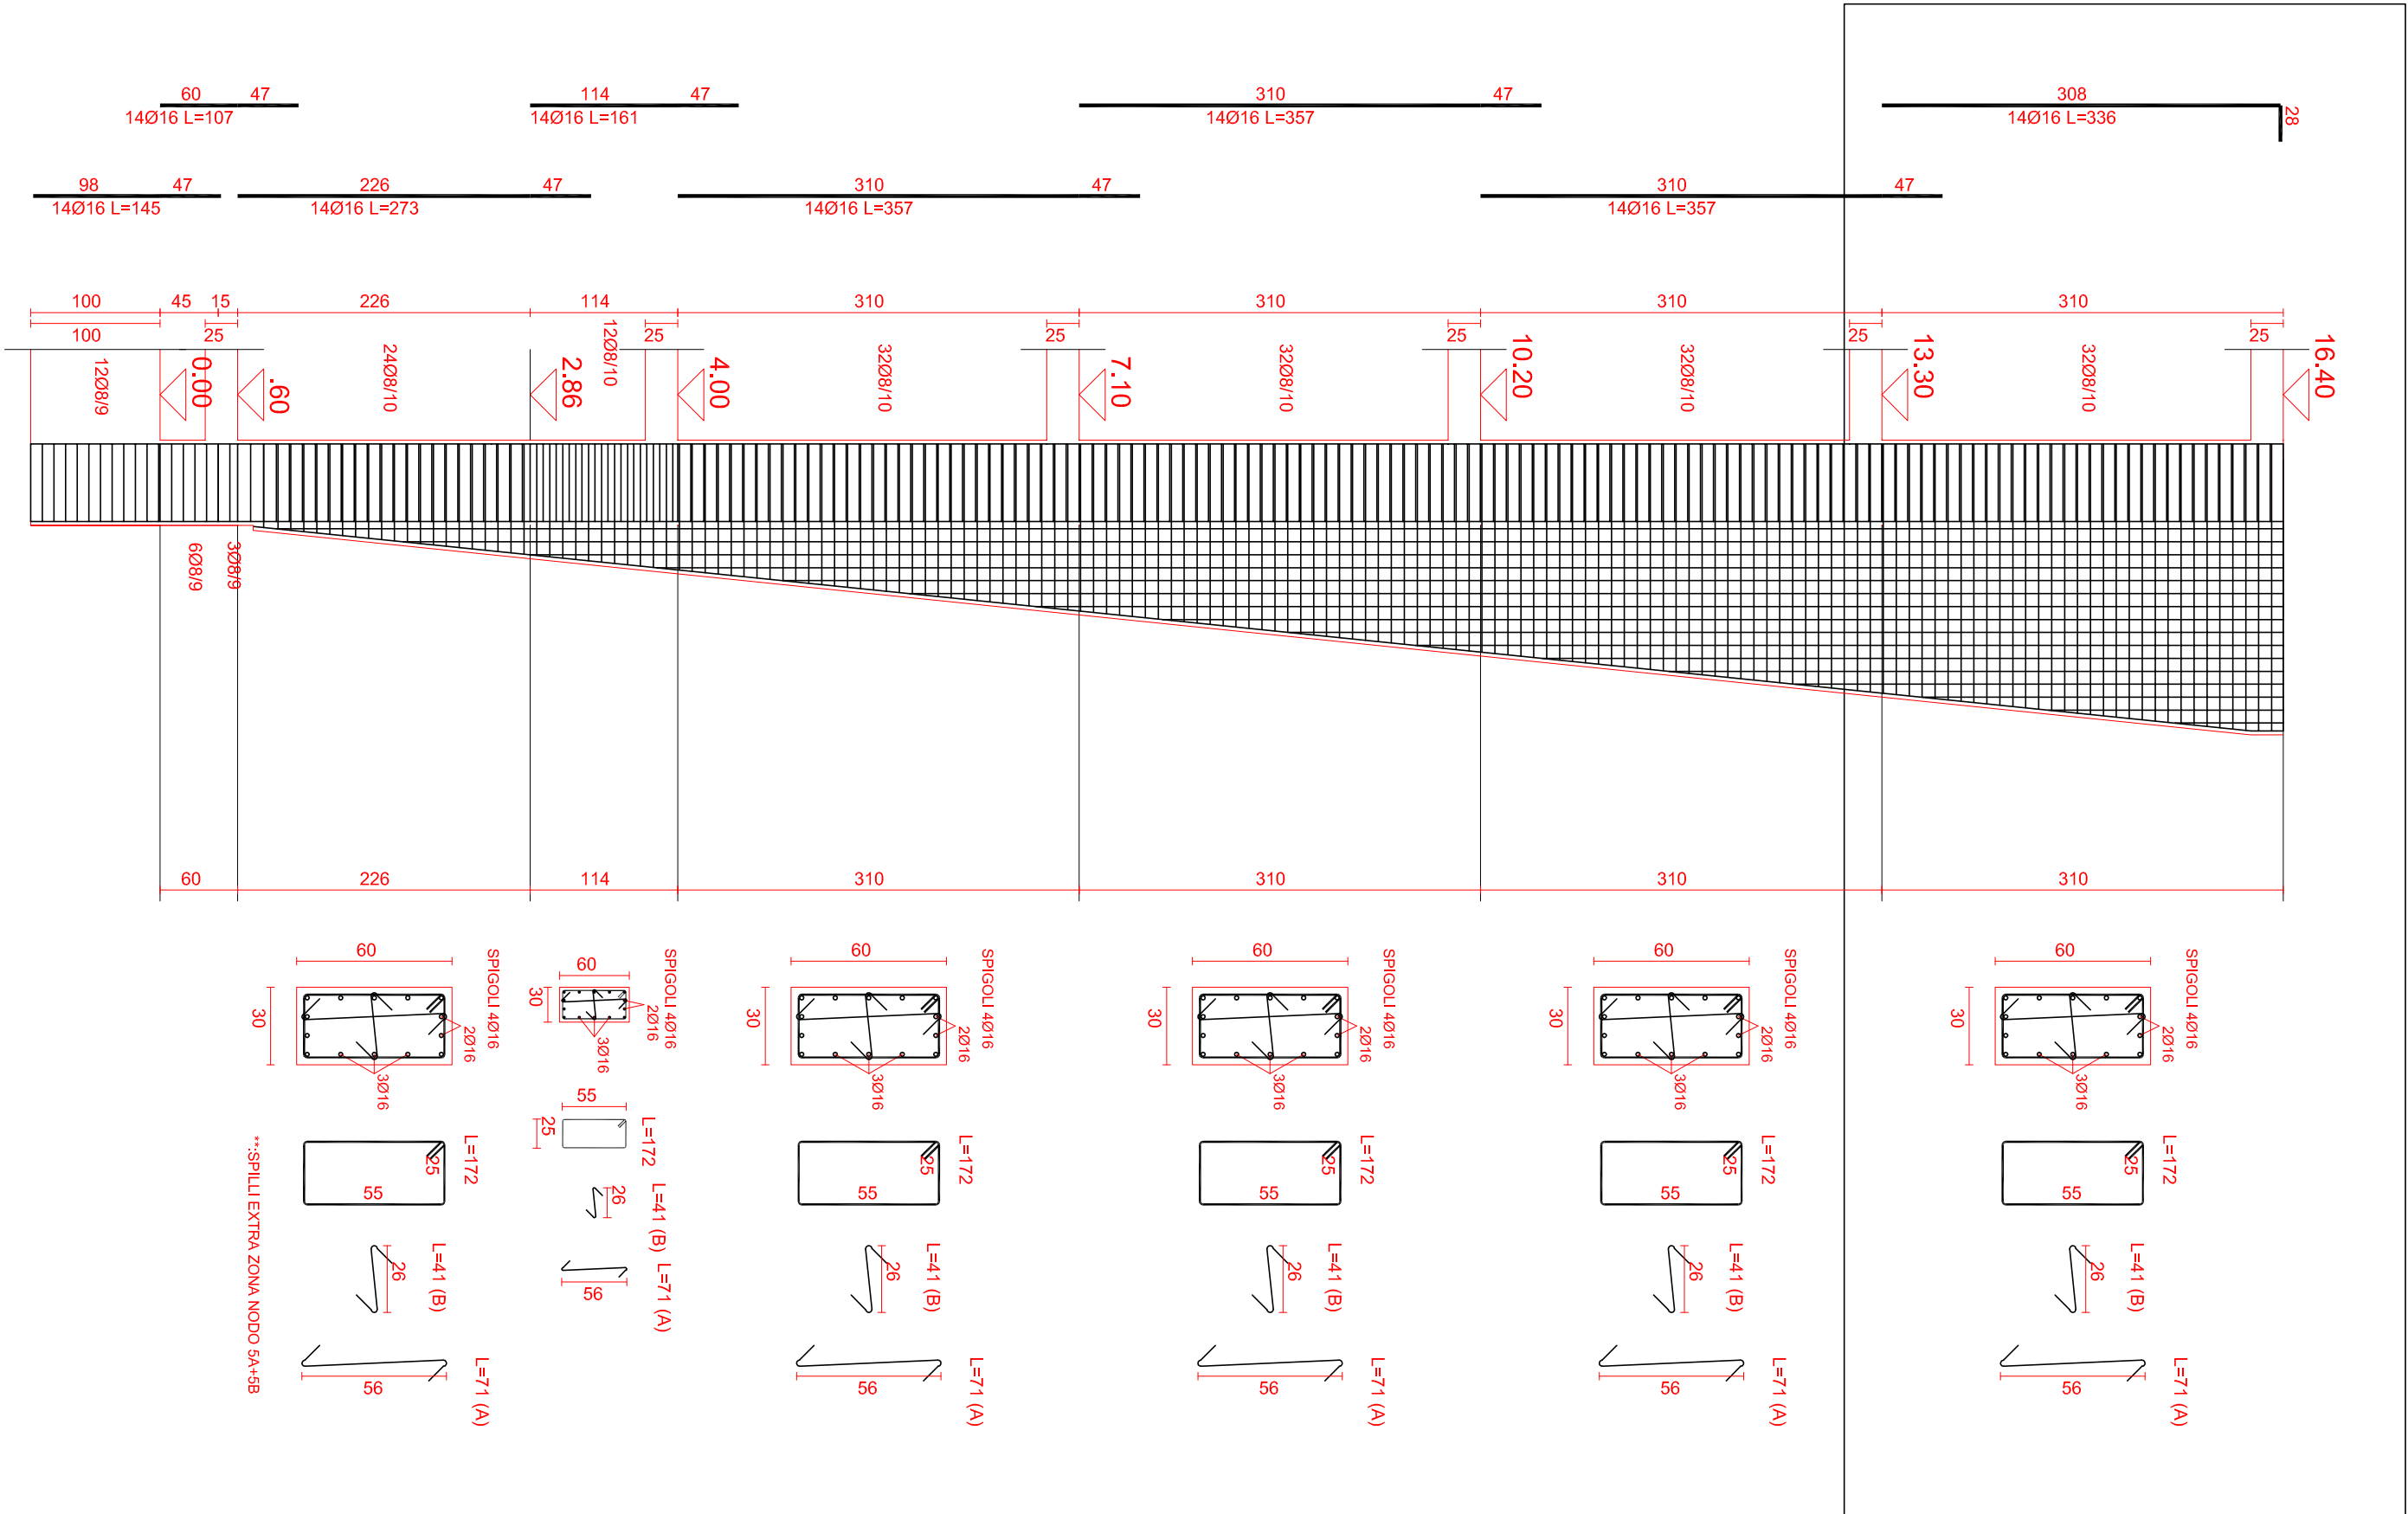 60 47
14Ø16 L=107
114 47
14Ø16 L=161
310 47
14Ø16 L=357
308
28
14Ø16 L=336
98 47
14Ø16 L=145
226 47
14Ø16 L=273
310 47
14Ø16 L=357
310 47
14Ø16 L=357
100 45 15 226 114 310 310 310 310
100 25 25 25 25 25 25
12Ø8/9
0.00
.60
24Ø8/10
2.86
12Ø8/10
4.00
32Ø8/10
7.10
32Ø8/10
10.20
32Ø8/10
13.30
32Ø8/10
16.40
6Ø8/9
3Ø8/9
60 226 114 310 310 310 310
60
30
SPIGOLI 4Ø16
2Ø16
3Ø16
L=172
25
55
L=41 (B)
26
L=71 (A)
56
**:SPILLI EXTRA ZONA NODO 5A+5B
60
30
SPIGOLI 4Ø16
2Ø16
3Ø16
55
25
L=172
L=41 (B)
26
L=71 (A)
56
60
30
SPIGOLI 4Ø16
2Ø16
3Ø16
L=172
25
55
L=41 (B)
26
L=71 (A)
56
60
30
SPIGOLI 4Ø16
2Ø16
3Ø16
L=172
25
55
L=41 (B)
26
L=71 (A)
56
60
30
SPIGOLI 4Ø16
2Ø16
3Ø16
L=172
25
55
L=41 (B)
26
L=71 (A)
56
60
30
SPIGOLI 4Ø16
2Ø16
3Ø16
L=172
25
55
L=41 (B)
26
L=71 (A)
56